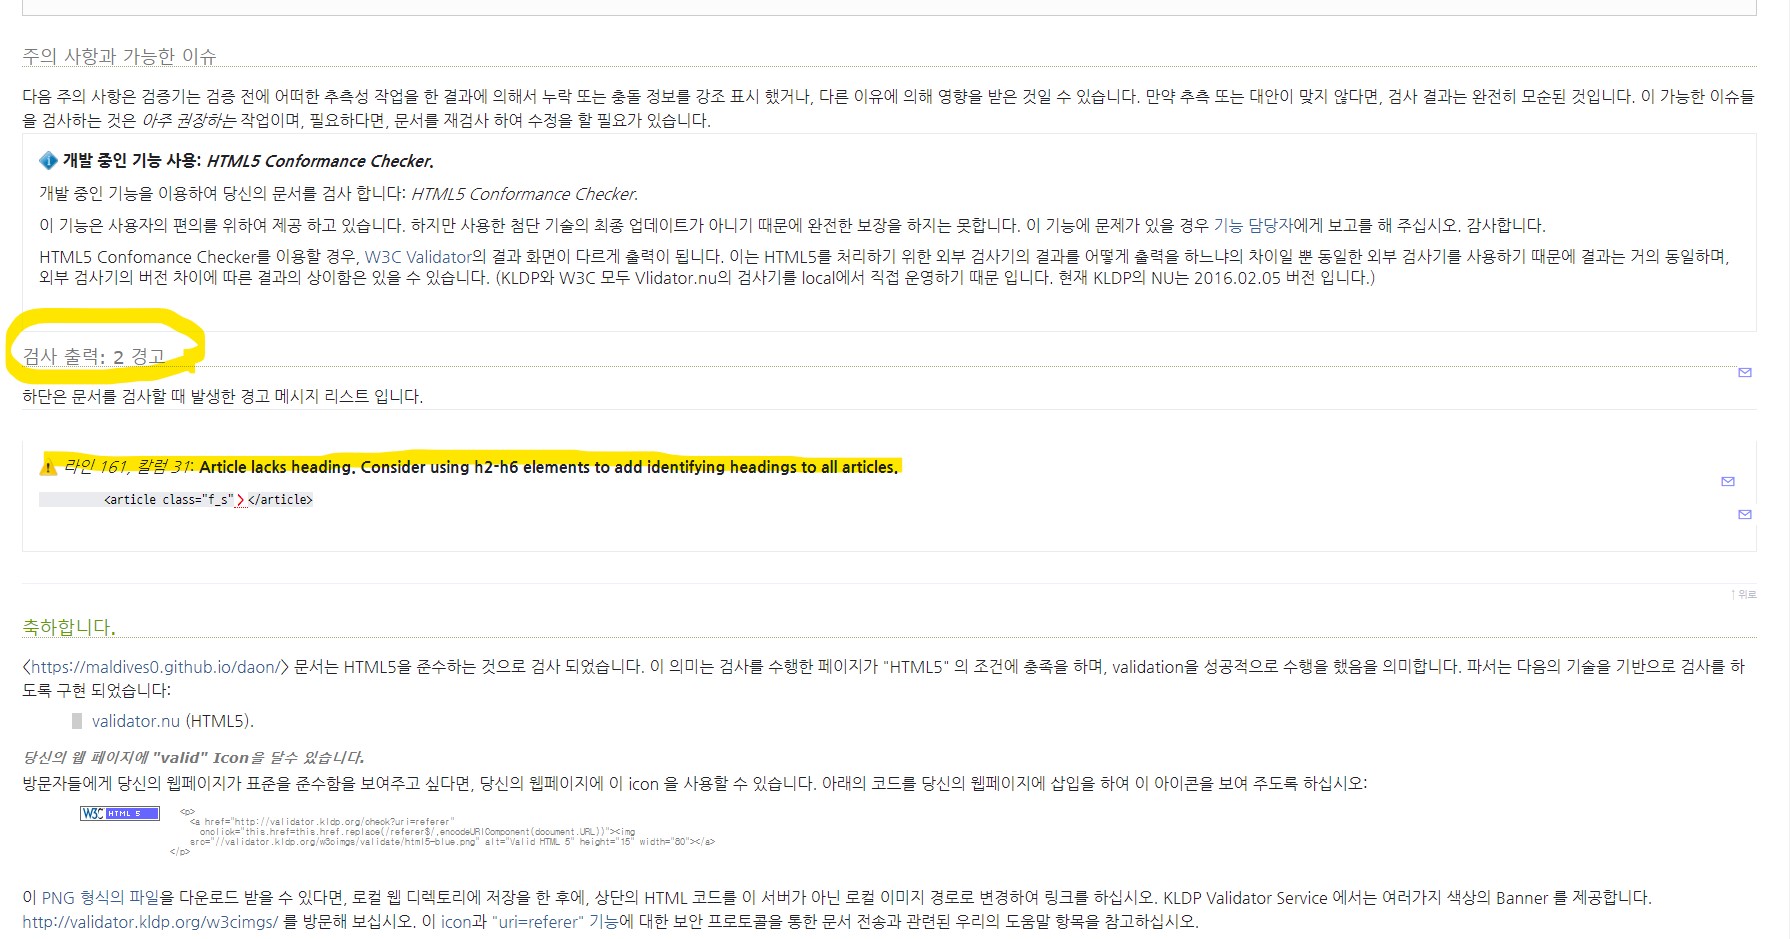 주의 사항과 가능한 이슈
다음 주의 사항은 검증기는 검증 전에 어떠한 추측성 작업을 한 결과에 의해서 누락 또는 충돌 정보를 강조 표시 했거나, 다른 이유에 의해 영향을 받은 것일 수 있습니다. 만약 추측 또는 대안이 맞지 않다면, 검사 결과는 완전히 모순된 것입니다. 이 가능한 이슈들
을 검사하는 것은 아주 권장하는 작업이며, 필요하다면, 문서를 재검사 하여 수정을 할 필요가 있습니다.
개발 중인 기능 사용: HTML5 Conformance Checker.
개발 중인 기능을 이용하여 당신의 문서를 검사 합니다: HTML5 Conformance Checker.
이 기능은 사용자의 편의를 위하여 제공 하고 있습니다. 하지만 사용한 첨단 기술의 최종 업데이트가 아니기 때문에 완전한 보장을 하지는 못합니다. 이 기능에 문제가 있을 경우 기능 담당자에게 보고를 해 주십시오. 감사합니다.
HTML5 Confomance Checker를 이용할 경우, W3C Validator의 결과 화면이 다르게 출력이 됩니다. 이는 HTML5를 처리하기 위한 외부 검사기의 결과를 어떻게 출력을 하느냐의 차이일 뿐 동일한 외부 검사기를 사용하기 때문에 결과는 거의 동일하며,
외부 검사기의 버전 차이에 따른 결과의 상이함은 있을 수 있습니다. (KLDP와 W3C 모두 Vlidator.nu의 검사기를 local에서 직접 운영하기 때문 입니다. 현재 KLDP의 NU는 2016.02.05 버전 입니다.)
검사 출력: 2 경고
하단은 문서를 검사할 때 발생한 경고 메시지 리스트 입니다.
라인 161, 칼럼 31: Article lacks heading. Consider using h2-h6 elements to add identifying headings to all articles.
<article class="f_s"></article>
↑ 위로
축하합니다.
<https://maldives0.github.io/daon/> 문서는 HTML5을 준수하는 것으로 검사 되었습니다. 이 의미는 검사를 수행한 페이지가 "HTML5" 의 조건에 충족을 하며, validation을 성공적으로 수행을 했음을 의미합니다. 파서는 다음의 기술을 기반으로 검사를 하
도록 구현 되었습니다:
validator.nu (HTML5).
당신의 웹 페이지에 "valid" Icon을 달수 있습니다.
방문자들에게 당신의 웹페이지가 표준을 준수함을 보여주고 싶다면, 당신의 웹페이지에 이 icon 을 사용할 수 있습니다. 아래의 코드를 당신의 웹페이지에 삽입을 하여 이 아이콘을 보여 주도록 하십시오:
W3C HTML 5
<p>
<a href="http://validator.kldp.org/check?uri=referer"
onclick="this.href=this.href.replace(/referer$/,encodeURIComponent(document.URL))"><img
src="//validator.kldp.org/w3cimgs/validate/html5-blue.png" alt="Valid HTML 5" height="15" width="80"></a>
</p>
이 PNG 형식의 파일을 다운로드 받을 수 있다면, 로컬 웹 디렉토리에 저장을 한 후에, 상단의 HTML 코드를 이 서버가 아닌 로컬 이미지 경로로 변경하여 링크를 하십시오. KLDP Validator Service 에서는 여러가지 색상의 Banner 를 제공합니다.
http://validator.kldp.org/w3cimgs/ 를 방문해 보십시오. 이 icon과 "uri=referer" 기능에 대한 보안 프로토콜을 통한 문서 전송과 관련된 우리의 도움말 항목을 참고하십시오.